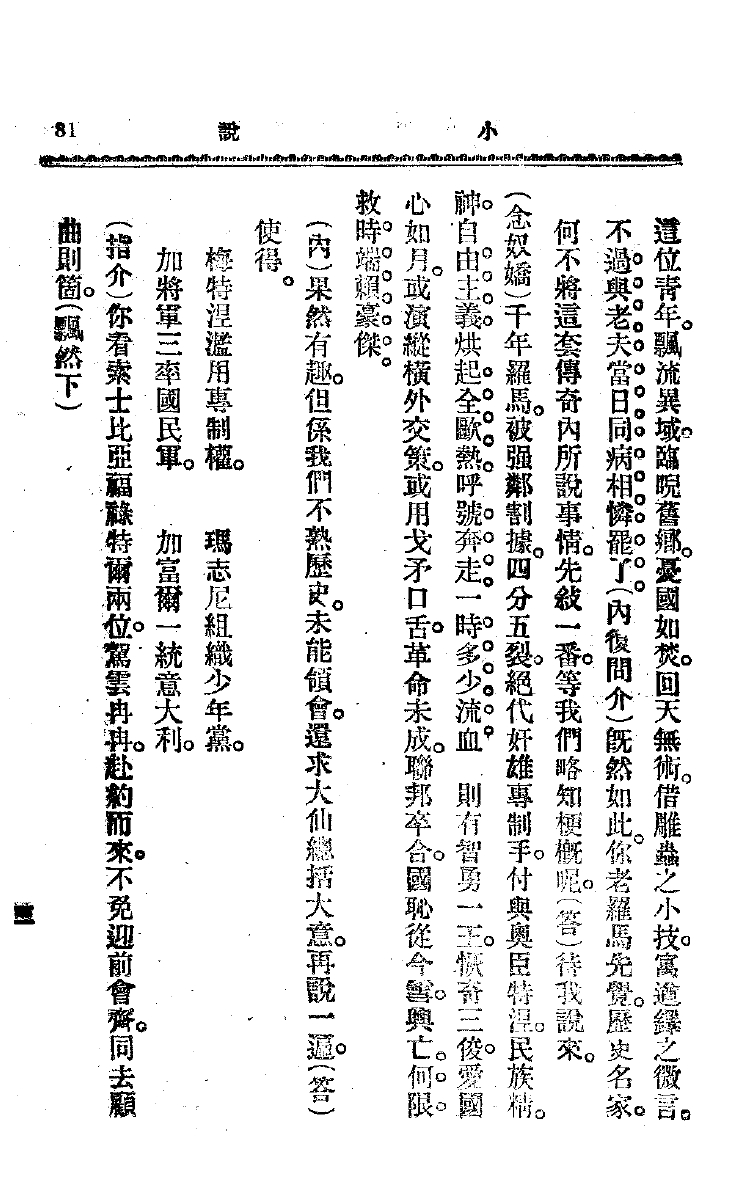 小說
81
這位青年。飄流異域。臨睨舊鄉。憂國如焚。回天無術。借雕蟲之小技。寓遒鐸之微言。
不過與老夫當日同病相憐罷了（內復問介）旣然如此。你老羅馬先覺。歷史名家。
何不將這套傳奇內所說事情。先敍一番。等我們略知梗槪呢。（答）待我說來。
（念奴嬌）千年羅馬。被强鄰割據。四分五裂。絕代奸雄專制手。付與奧臣特涅。民族精
神。自由主義。烘起全歐熱。呼號奔走。一時多少流血　則有智勇一王。慨奇三俊。愛國
心如月。或演縱橫外交策。或用戈矛口舌。革命未成。聯邦卒合。國恥從今雪。興亡何限
救時端賴豪傑。
（內）果然有趣。但係我們不熟歷史。未能領會。還求大仙總括大意。再說一遍。（答）
使得。
梅特涅濫用專制權。　瑪志尼組織少年黨。
加將軍三率國民軍。　加富爾一統意大利。
（指介）你看索士比亞福祿特爾兩位。駕雲冉冉。赴約而來。不免迎前會齊。同去顧
曲則箇。（飄然下）